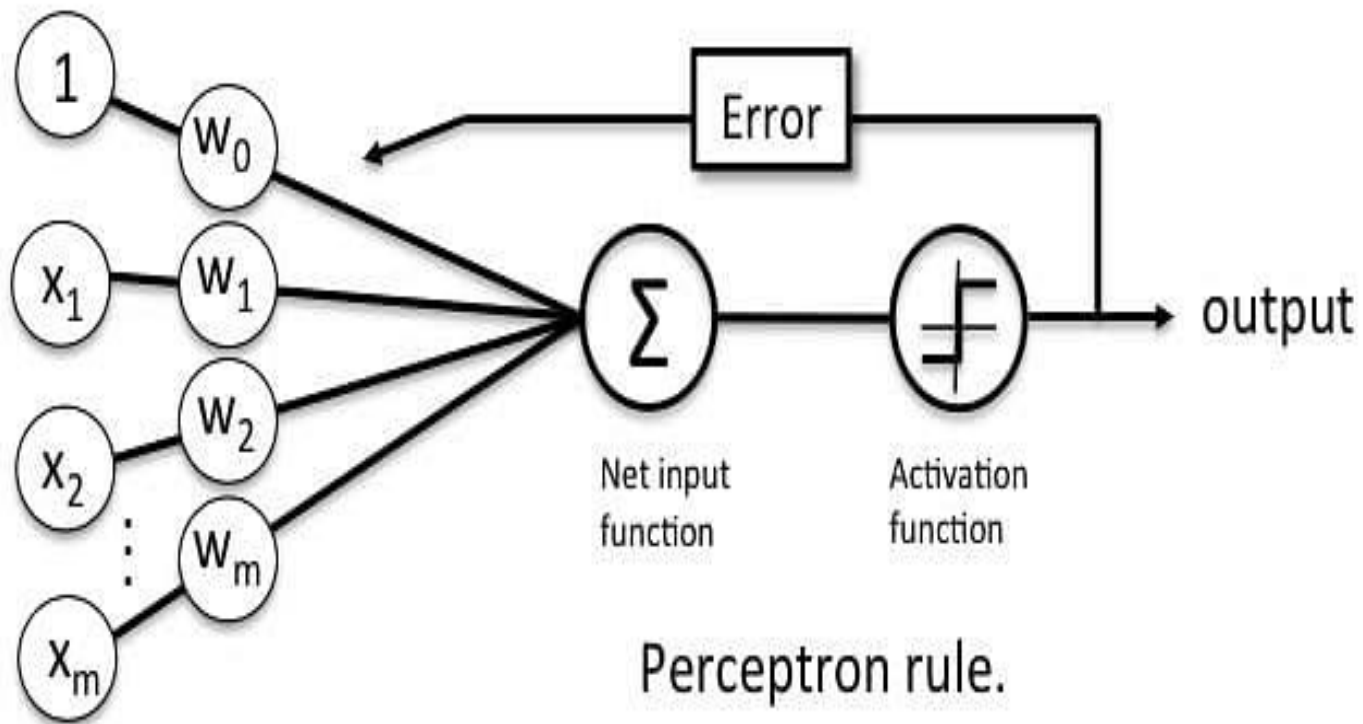 1
W0
Error
X1
W1
Σ
output
W2
X2
Net input
function
Activation
function
Wm
Xm
Perceptron rule.